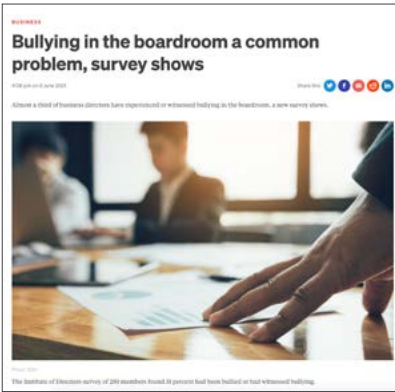 BUSINESS
Bullying in the boardroom a common
problem, survey shows
Share this
Almost a third of business directors have experienced or witnessed bullying in the boardroom, a new survey shows.
The Institute of Directors survey of members found percent had been bullied or had witnessed bullying.